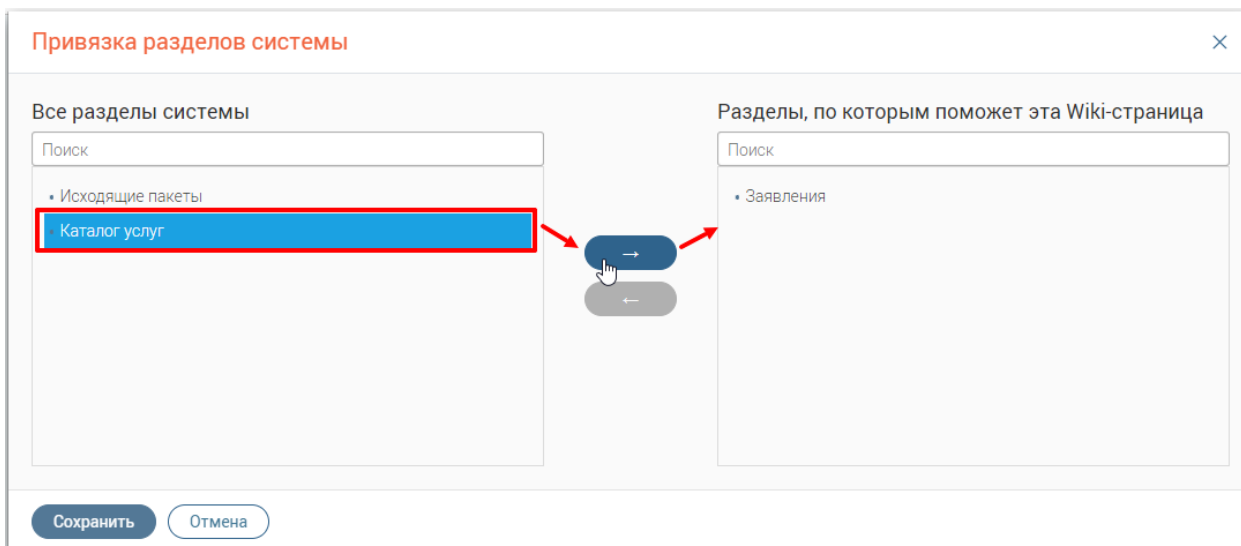 Привязка разделов системы
Все разделы системы
Разделы, по которым поможет эта Wiki-страница
Поиск
Поиск
Исходящие пакеты
Заявления
Каталог услуг
→
←
Сохранить
Отмена